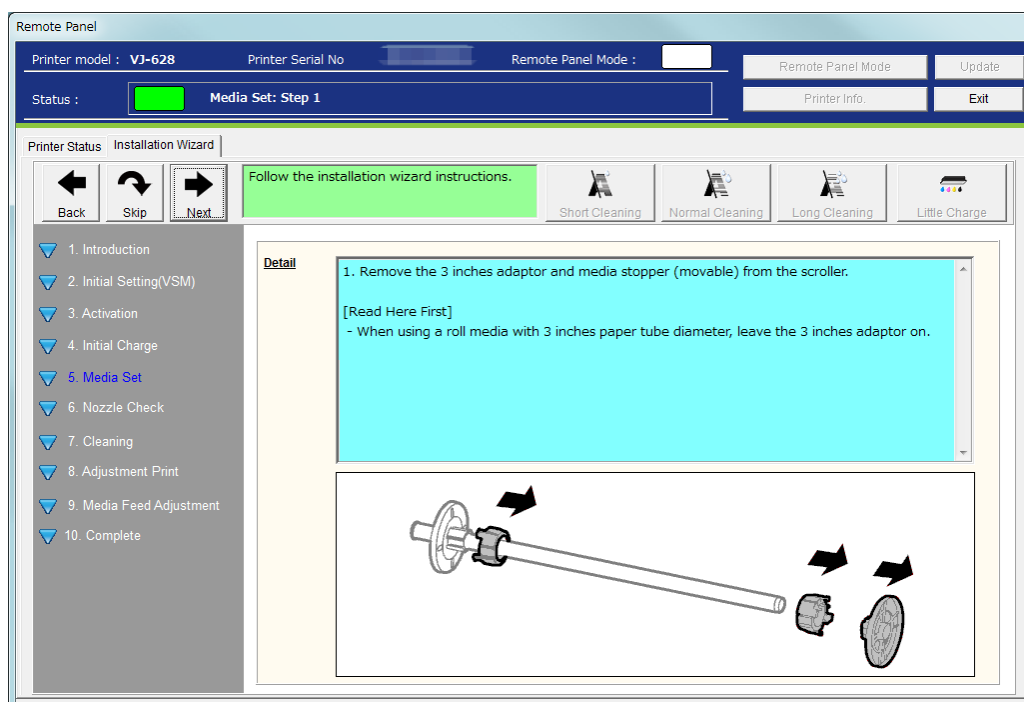 Remote Panel
Printer model : VJ-628 Printer Serial No Remote Panel Mode :
Remote Panel Mode Update
Status : Media Set: Step 1
Printer Info. Exit
Printer Status Installation Wizard
Back Skip Next
Follow the installation wizard instructions.
Short Cleaning Normal Cleaning Long Cleaning Little Charge
1. Introduction
2. Initial Setting(VSM)
3. Activation
4. Initial Charge
5. Media Set
6. Nozzle Check
7. Cleaning
8. Adjustment Print
9. Media Feed Adjustment
10. Complete
Detail
1. Remove the 3 inches adaptor and media stopper (movable) from the scroller.
[Read Here First]
- When using a roll media with 3 inches paper tube diameter, leave the 3 inches adaptor on.